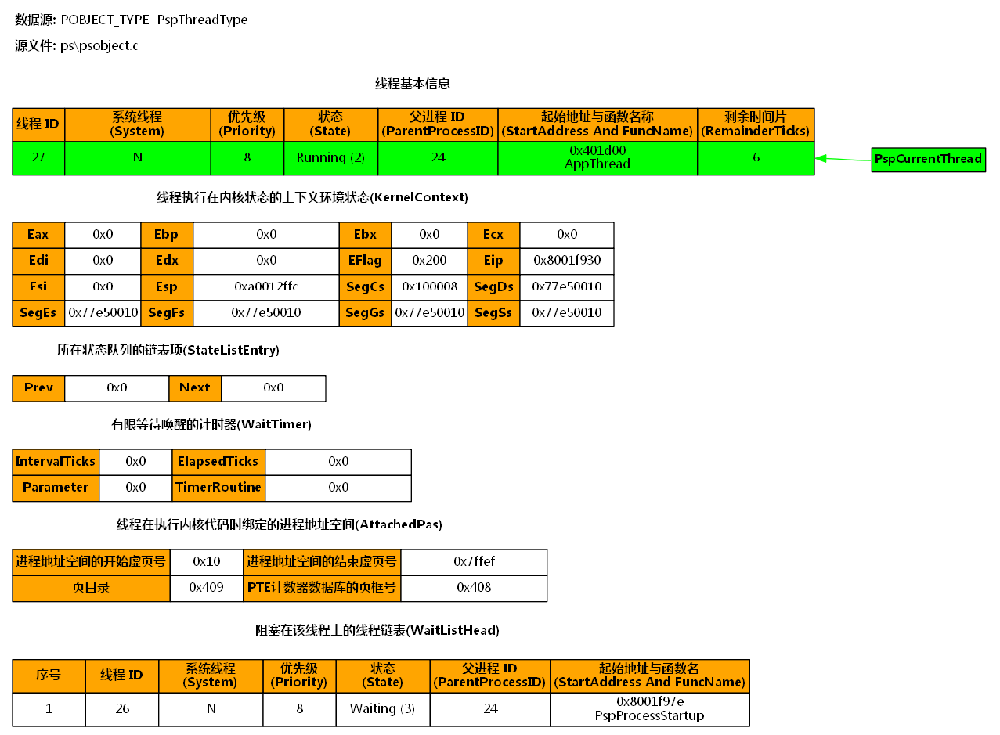 数据源: POBJECT_TYPE PspThreadType
源文件: ps\psobject.c
线程基本信息
线程 ID 系统线程 (System) 优先级 (Priority) 状态 (State) 父进程 ID (ParentProcessID) 起始地址与函数名称 (StartAddress And FuncName) 剩余时间片 (RemainderTicks)
27 N 8 Running (2) 24 0x401d00 AppThread 6 PspCurrentThread
线程执行在内核状态的上下文环境状态(KernelContext)
Eax 0x0 Ebp 0x0 Ebx 0x0 Ecx 0x0
Edi 0x0 Edx 0x0 EFlag 0x200 Eip 0x8001f930
Esi 0x0 Esp 0xa0012ffc SegCs 0x100008 SegDs 0x77e50010
SegEs 0x77e50010 SegFs 0x77e50010 SegGs 0x77e50010 SegSs 0x77e50010
所在状态队列的链表项(StateListEntry)
Prev 0x0 Next 0x0
有限等待唤醒的计时器(WaitTimer)
IntervalTicks 0x0 ElapsedTicks 0x0
Parameter 0x0 TimerRoutine 0x0
线程在执行内核代码时绑定的进程地址空间(AttachedPas)
进程地址空间的开始虚页号 0x10 进程地址空间的结束虚页号 0x7ffef
页目录 0x409 PTE计数器数据库的页框号 0x408
阻塞在该线程上的线程链表(WaitListHead)
序号 线程 ID 系统线程 (System) 优先级 (Priority) 状态 (State) 父进程 ID (ParentProcessID) 起始地址与函数名 (StartAddress And FuncName)
1 26 N 8 Waiting (3) 24 0x8001f97e PspProcessStartup